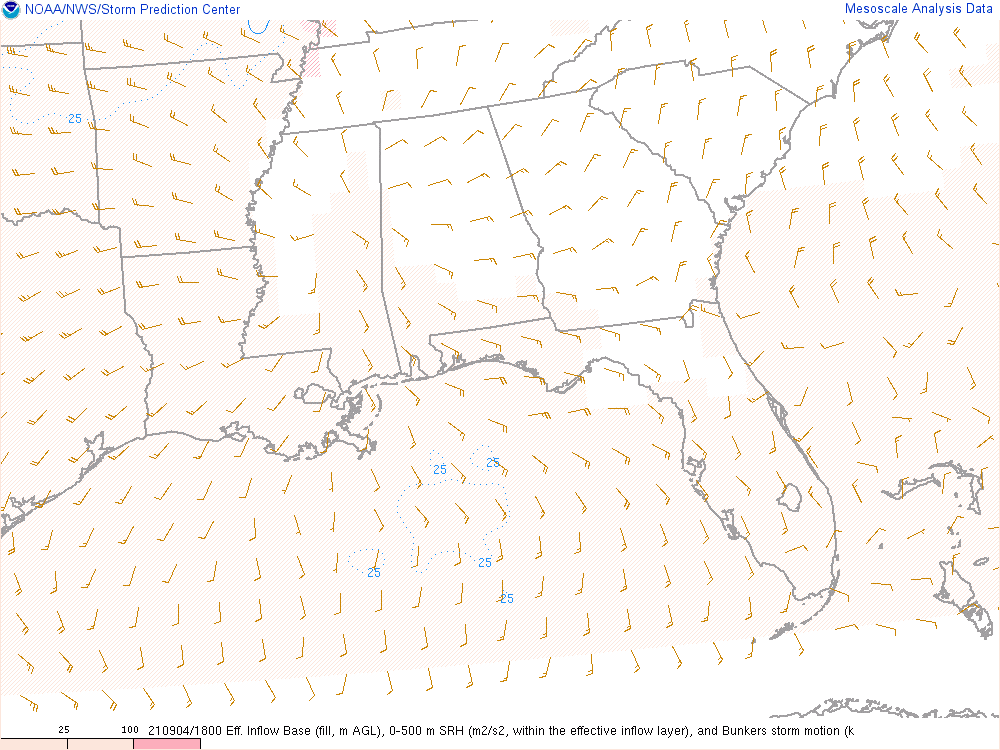 NOAA/NWS/Storm Prediction Center
Mesoscale Analysis Data
25
25
25
25
25
25
25 100 210904/1800 Eff. Inflow Base (fill, m AGL), 0-500 m SRH (m2/s2, within the effective inflow layer), and Bunkers storm motion (k